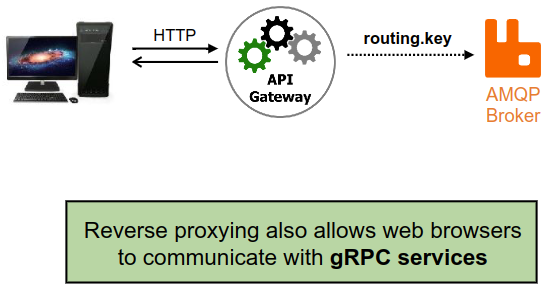 HTTP
API
Gateway
routing.key
AMQP
Broker
Reverse proxying also allows web browsers
to communicate with gRPC services